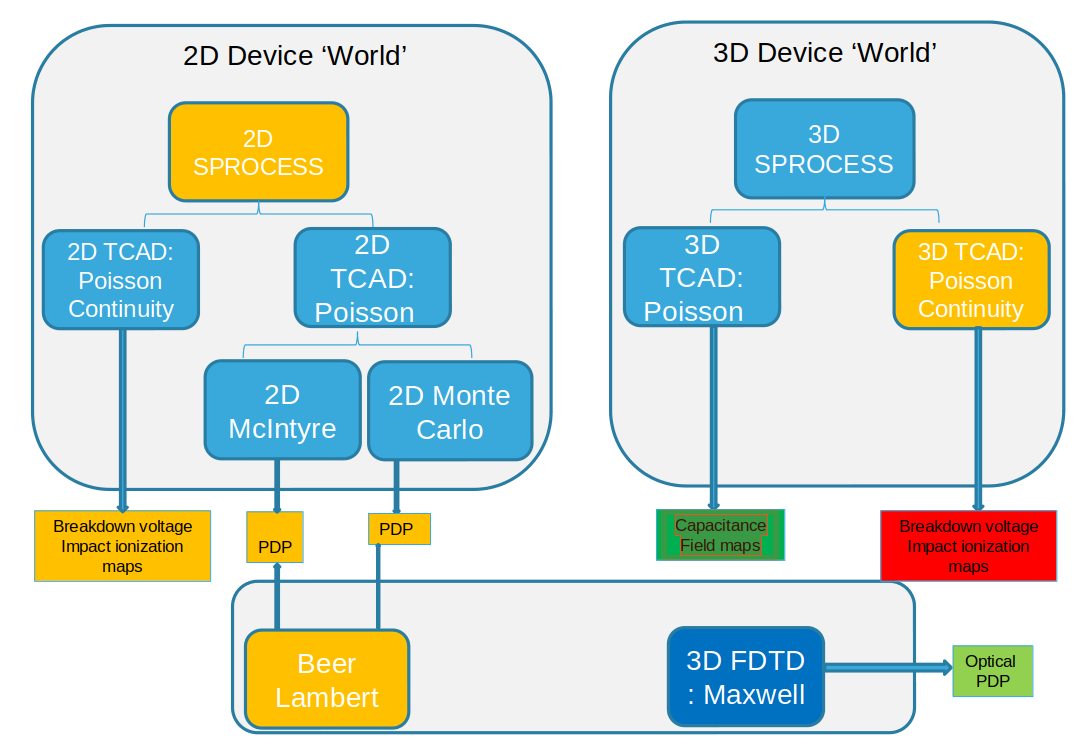 2D Device ‘World’
2D
SPROCESS
2D TCAD:
Poisson
Continuity
2D
TCAD:
Poisson
2D
McIntyre
2D Monte
Carlo
Breakdown voltage
Impact ionization
maps
PDP
PDP
3D Device ‘World’
3D
SPROCESS
3D
TCAD:
Poisson
3D TCAD:
Poisson
Continuity
Capacitance
Field maps
Breakdown voltage
Impact ionization
maps
Beer
Lambert
3D FDTD
: Maxwell
Optical
PDP